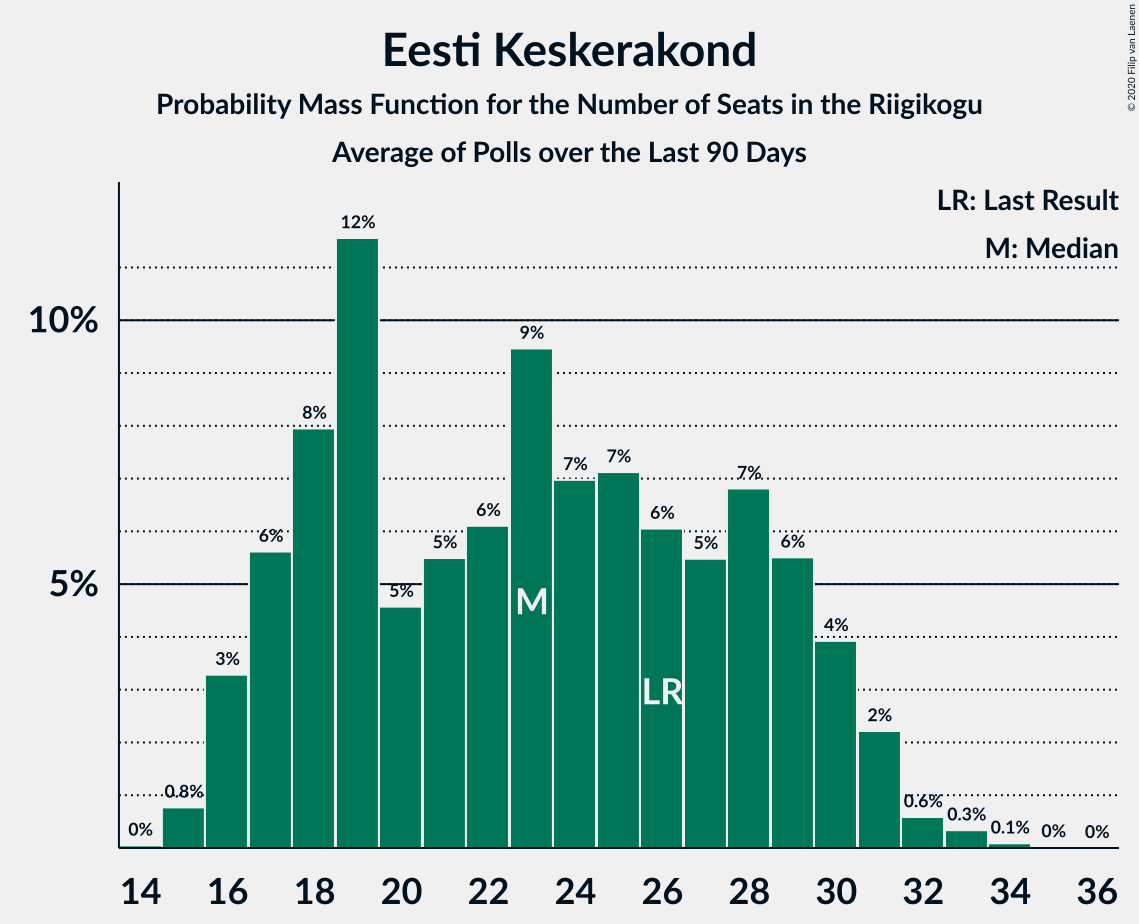 Eesti Keskerakond
Probability Mass Function for the Number of Seats in the Riigikogu
Average of Polls over the Last 90 Days
© 2020 Filip van Laenen
LR: Last Result
M: Median
10%
5%
0%
0.8%
3%
6%
8%
12%
5%
5%
6%
9%
7%
7%
6%
5%
7%
6%
4%
2%
0.6%
0.3%
0.1%
0%
0%
M
LR
14 16 18 20 22 24 26 28 30 32 34 36